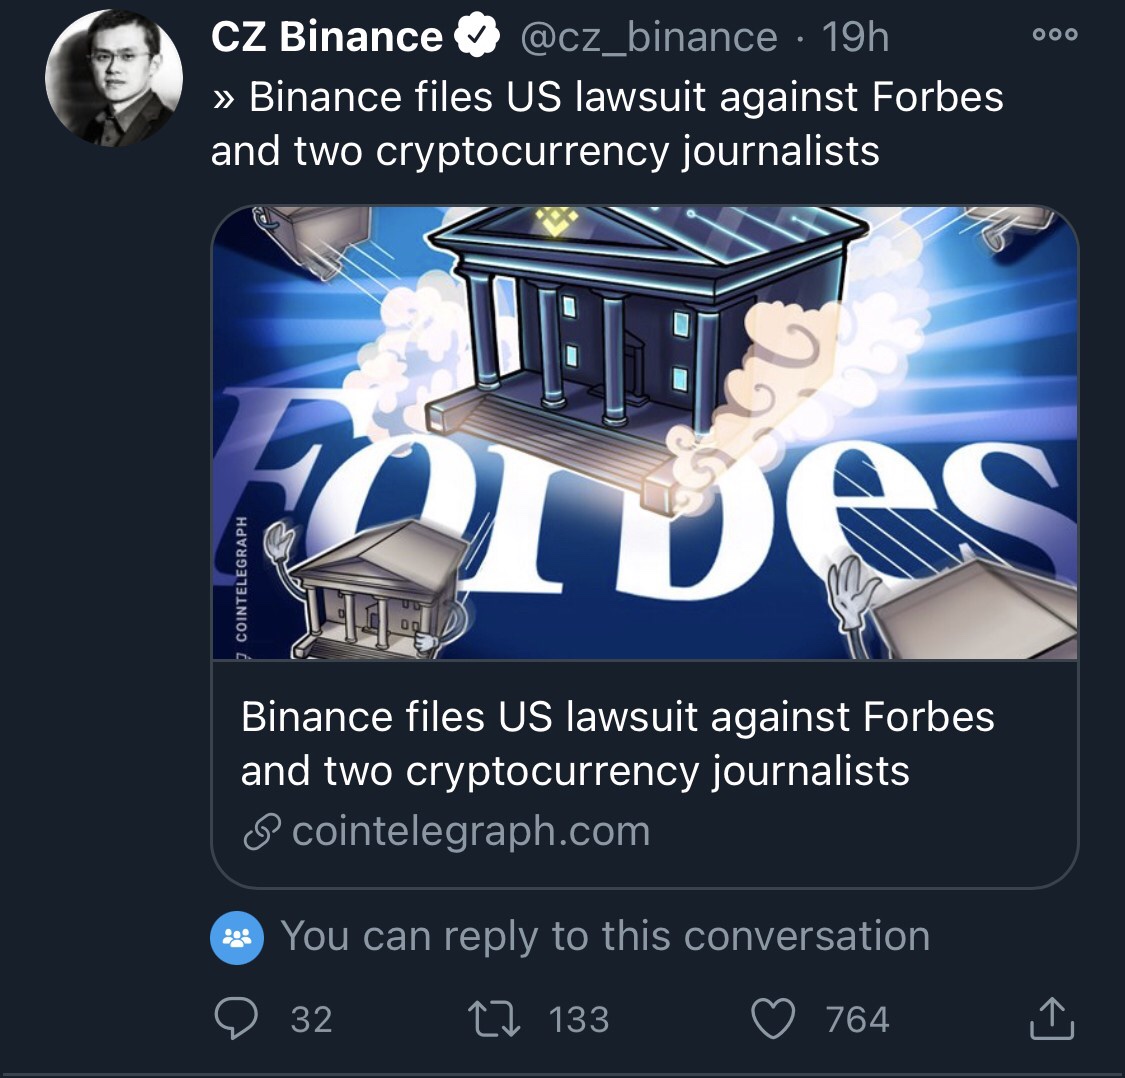 CZ Binance @cz_binance · 19h
» Binance files US lawsuit against Forbes
and two cryptocurrency journalists
Forbes
COINTELEGRAPH
Binance files US lawsuit against Forbes
and two cryptocurrency journalists
cointelegraph.com
You can reply to this conversation
32 133 764